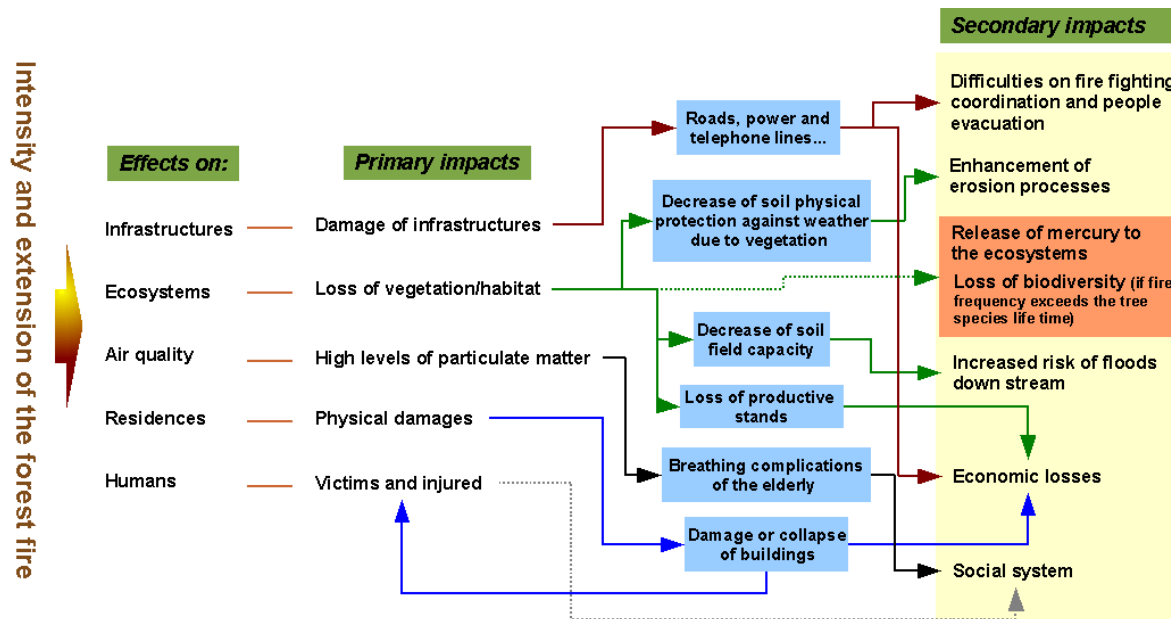 Intensity and extension of the forest fire
Effects on:
Infrastructures
Ecosystems
Air quality
Residences
Humans
Primary impacts
Damage of infrastructures
Loss of vegetation/habitat
High levels of particulate matter
Physical damages
Victims and injured
Roads, power and
telephone lines...
Decrease of soil physical
protection against weather
due to vegetation
Decrease of soil
field capacity
Loss of productive
stands
Breathing complications
of the elderly
Damage or collapse
of buildings
Secondary impacts
Difficulties on fire fighting
coordination and people
evacuation
Enhancement of
erosion processes
Release of mercury to
the ecosystems
Loss of biodiversity (if fire
frequency exceeds the tree
species life time)
Increased risk of floods
down stream
Economic losses
Social system